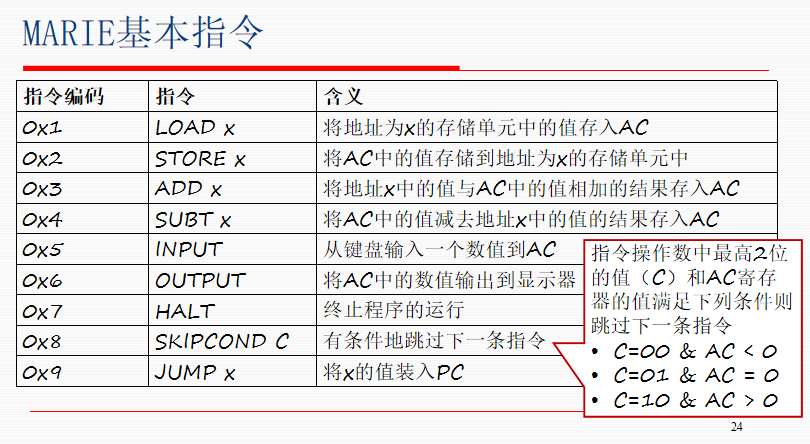 MARIE基本指令
指令编码 指令 含义
0x1 LOAD x 将地址为x的存储单元中的值存入AC
0x2 STORE x 将AC中的值存储到地址为x的存储单元中
0x3 ADD x 将地址x中的值与AC中的值相加的结果存入AC
0x4 SUBT x 将AC中的值减去地址x中的值的结果存入AC
0x5 INPUT 从键盘输入一个数值到AC
0x6 OUTPUT 将AC中的数值输出到显示器
0x7 HALT 终止程序的运行
0x8 SKIPCOND C 有条件地跳过下一条指令
0x9 JUMP x 将x的值装入PC
指令操作数中最高2位
的值（C）和AC寄存
器的值满足下列条件则
跳过下一条指令
• C=00 & AC < 0
• C=01 & AC = 0
• C=10 & AC > 0
24